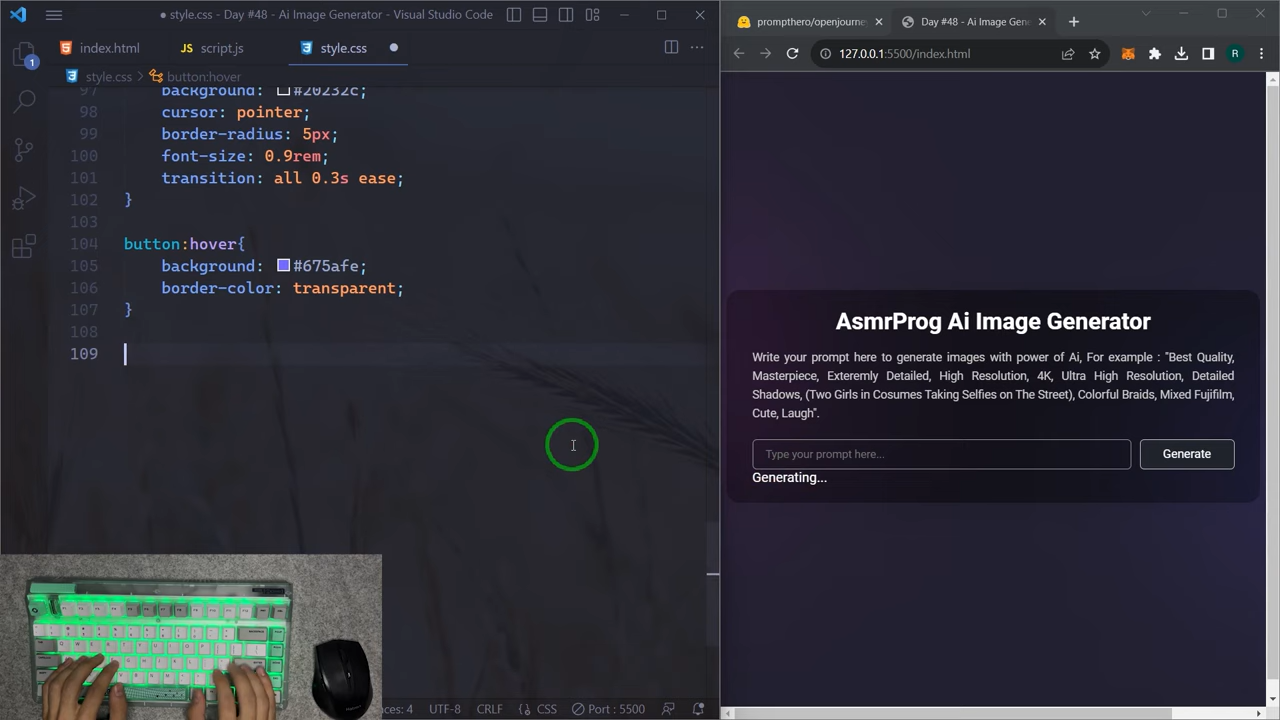 style.css - Day #48 - Ai Image Generator - Visual Studio Code
index.html
JS script.js
style.css
style.css > button:hover
97 background: #20232c;
98 cursor: pointer;
99 border-radius: 5px;
100 font-size: 0.9rem;
101 transition: all 0.3s ease;
102 }
103
104 button:hover{
105 background: #675afe;
106 border-color: transparent;
107 }
108
109
1
aces: 4 UTF-8 CRLF {} CSS Port : 5500
prompthero/openjourne
Day #48 - Ai Image Gene
127.0.0.1:5500/index.html
R
AsmrProg Ai Image Generator
Write your prompt here to generate images with power of Ai, For example : "Best Quality,
Masterpiece, Exteremly Detailed, High Resolution, 4K, Ultra High Resolution, Detailed
Shadows, (Two Girls in Cosumes Taking Selfies on The Street), Colorful Braids, Mixed Fujifilm,
Cute, Laugh".
Type your prompt here...
Generate
Generating...